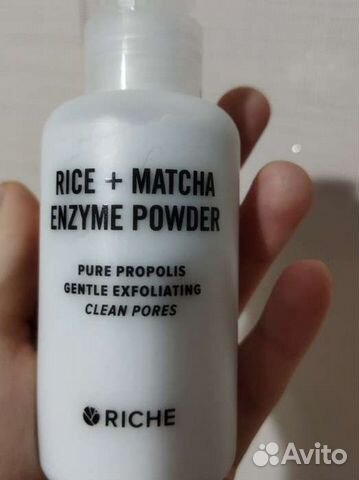 RICE + MATCHA
ENZYME POWDER
PURE PROPOLIS
GENTLE EXFOLIATING
CLEAN PORES
RICHE
Avito